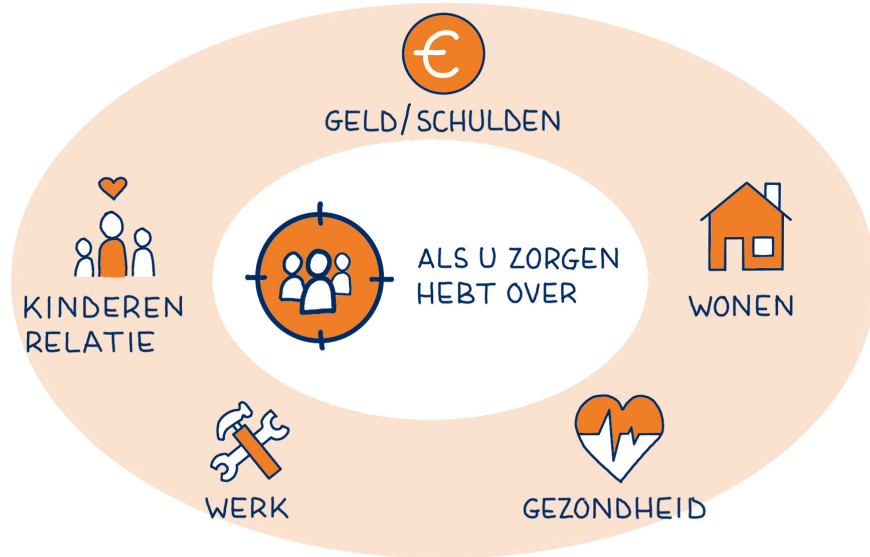 €
GELD/SCHULDEN
ALS U ZORGEN
HEBT OVER
WONEN
GEZONDHEID
WERK
KINDEREN
RELATIE